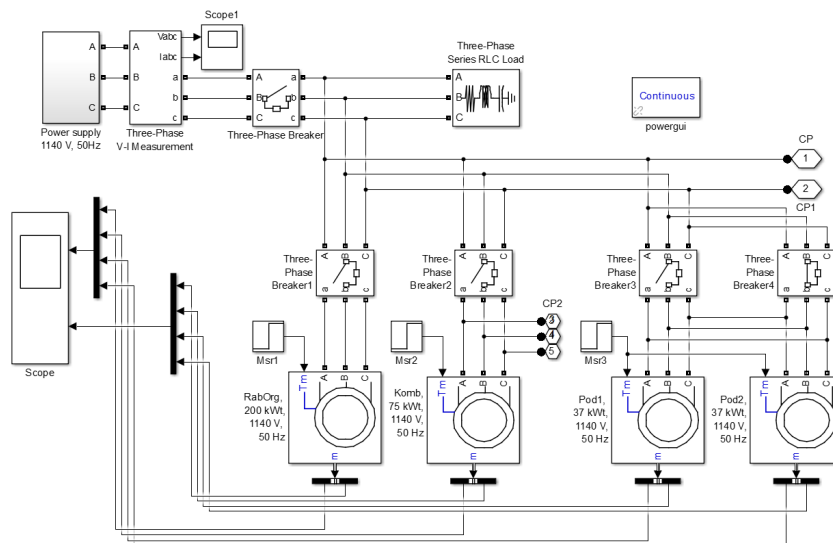 Scope1
Vabc
Iabc
A
B
C
A
B
C
a
b
c
A
B
C
a
b
c
Three-Phase
Series RLC Load
A
B
C
Power supply
1140 V, 50Hz
Three-Phase
V-I Measurement
Three-Phase Breaker
Continuous
powergui
CP
1
2
CP1
Scope
Three-
Phase
Breaker1
A
B
C
a
b
c
Three-
Phase
Breaker2
A
B
C
a
b
c
Three-
Phase
Breaker3
A
B
C
a
b
c
Three-
Phase
Breaker4
A
B
C
a
b
c
CP2
3
4
5
Msr1
Msr2
Msr3
RabOrg,
200 kWt,
1140 V,
50 Hz
Tm
A
B
C
m
Komb,
75 kWt,
1140 V,
50 Hz
Tm
A
B
C
m
Pod1,
37 kWt,
1140 V,
50 Hz
Tm
A
B
C
m
Pod2,
37 kWt,
1140 V,
50 Hz
Tm
A
B
C
m